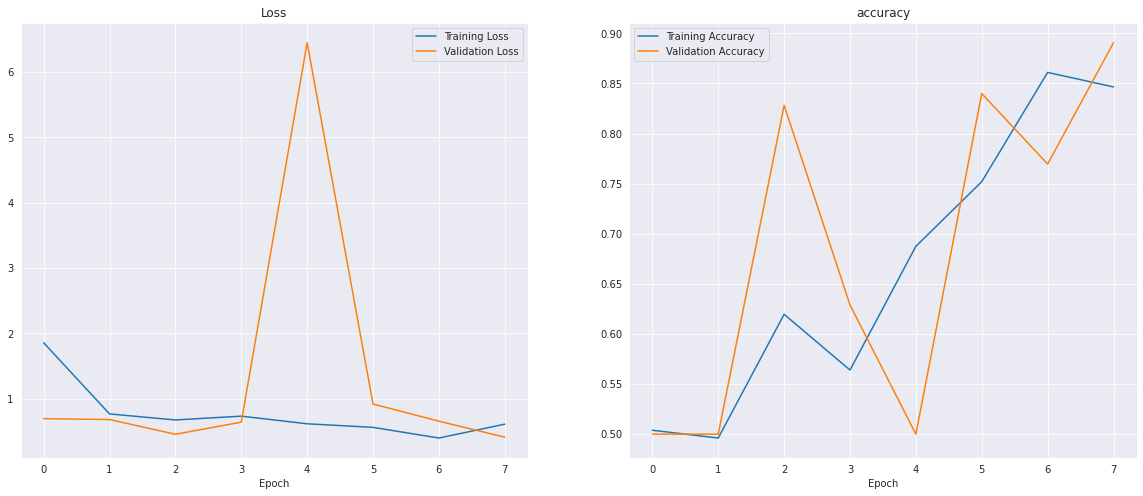 Loss
Training Loss
Validation Loss
6
5
4
3
2
1
0 1 2 3 4 5 6 7
Epoch
accuracy
Training Accuracy
Validation Accuracy
0.90
0.85
0.80
0.75
0.70
0.65
0.60
0.55
0.50
0 1 2 3 4 5 6 7
Epoch